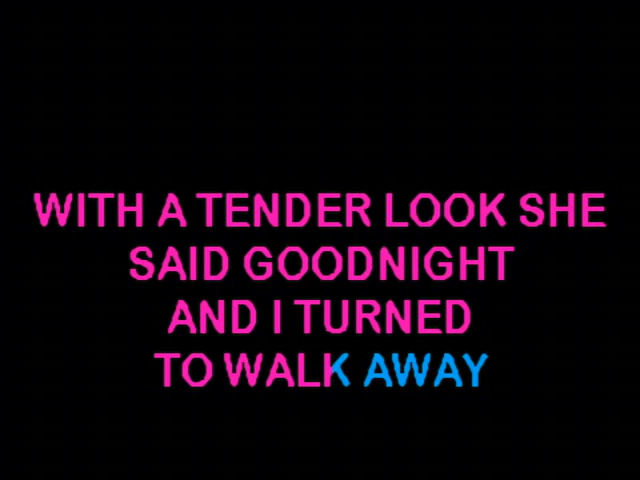 WITH A TENDER LOOK SHE
SAID GOODNIGHT
AND I TURNED
TO WALK AWAY